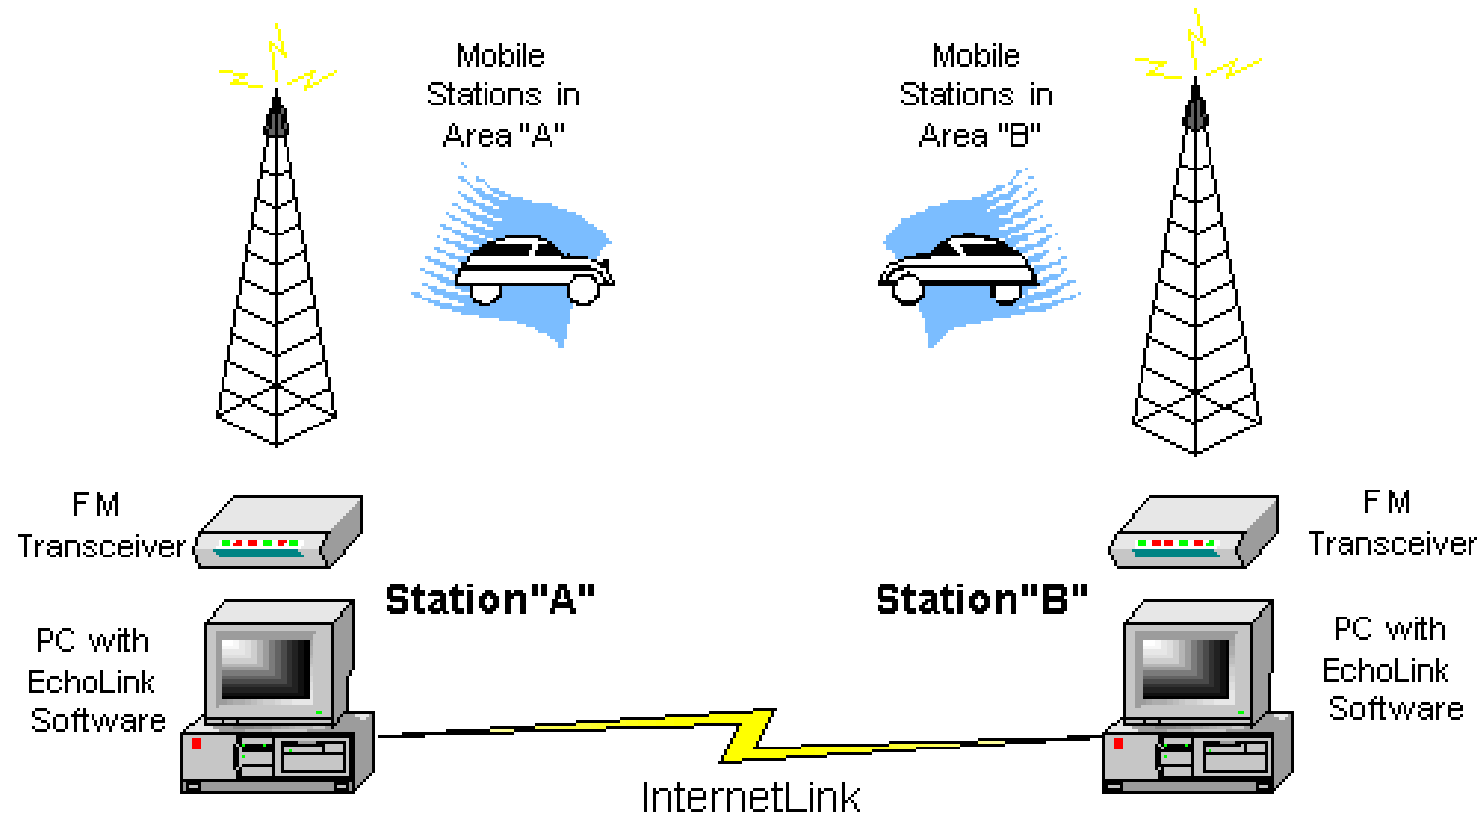 Mobile
Stations in
Area "A"
Mobile
Stations in
Area "B"
FM
Transceiver
FM
Transceiver
Station "A"
Station "B"
PC with
EchoLink
Software
PC with
EchoLink
Software
InternetLink